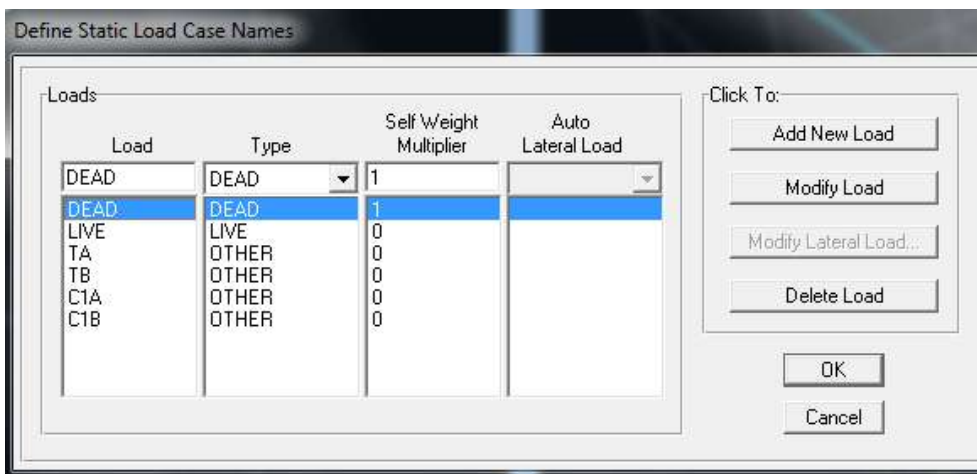 Define Static Load Case Names
Loads
Click To:
Load Type Self Weight Multiplier Auto Lateral Load
DEAD DEAD 1
DEAD DEAD 1
LIVE LIVE 0
TA OTHER 0
TB OTHER 0
C1A OTHER 0
C1B OTHER 0
Add New Load
Modify Load
Modify Lateral Load...
Delete Load
OK
Cancel